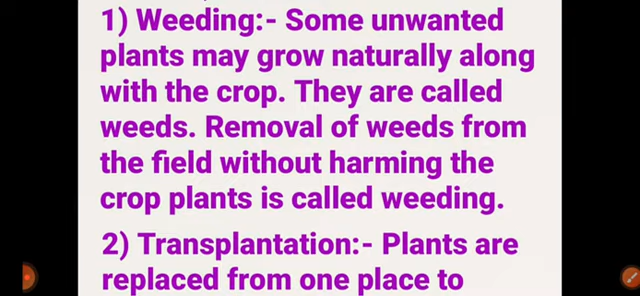 1) Weeding:- Some unwanted
plants may grow naturally along
with the crop. They are called
weeds. Removal of weeds from
the field without harming the
crop plants is called weeding.
2) Transplantation:- Plants are
replaced from one place to